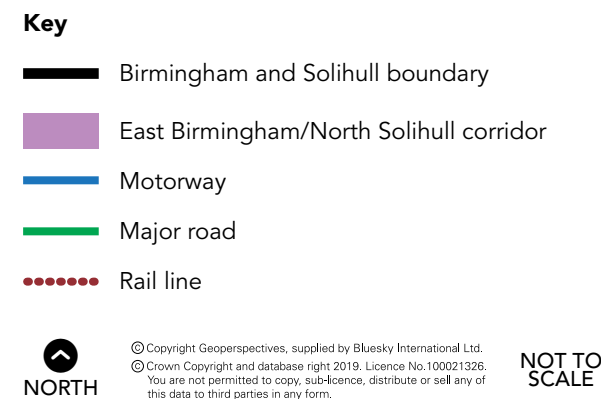 Key
Birmingham and Solihull boundary
East Birmingham/North Solihull corridor
Motorway
Major road
Rail line
NORTH
© Copyright Geoperspectives, supplied by Bluesky International Ltd.
© Crown Copyright and database right 2019. Licence No.100021326.
You are not permitted to copy, sub-licence, distribute or sell any of
this data to third parties in any form.
NOT TO
SCALE